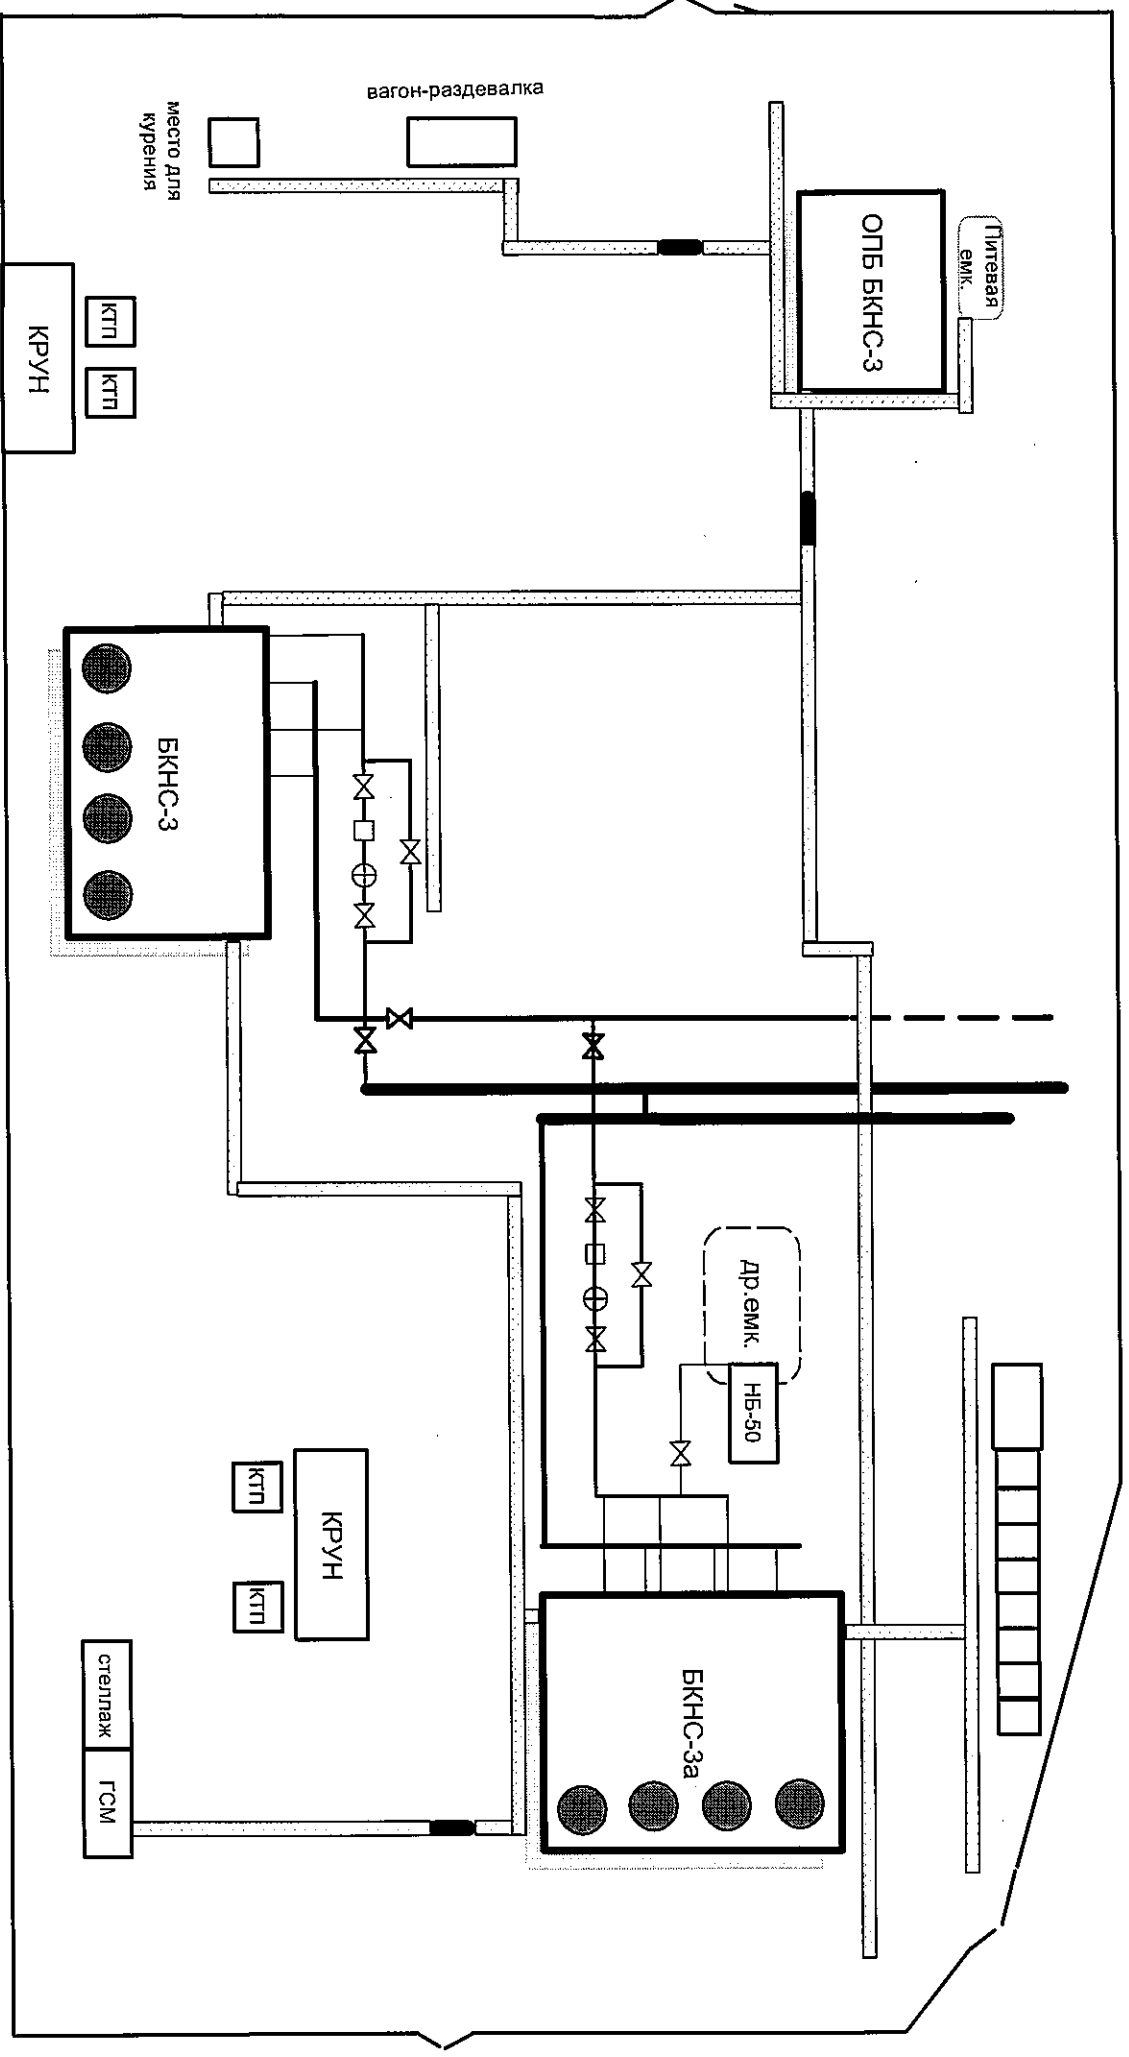 вагон-раздевалка
место для
курения
Питевая
емк.
ОПБ БКНС-3
КТП
КТП
КРУН
БКНС-3
др.емк.
НБ-50
КТП
КРУН
КТП
стеллаж
ГСМ
БКНС-3а